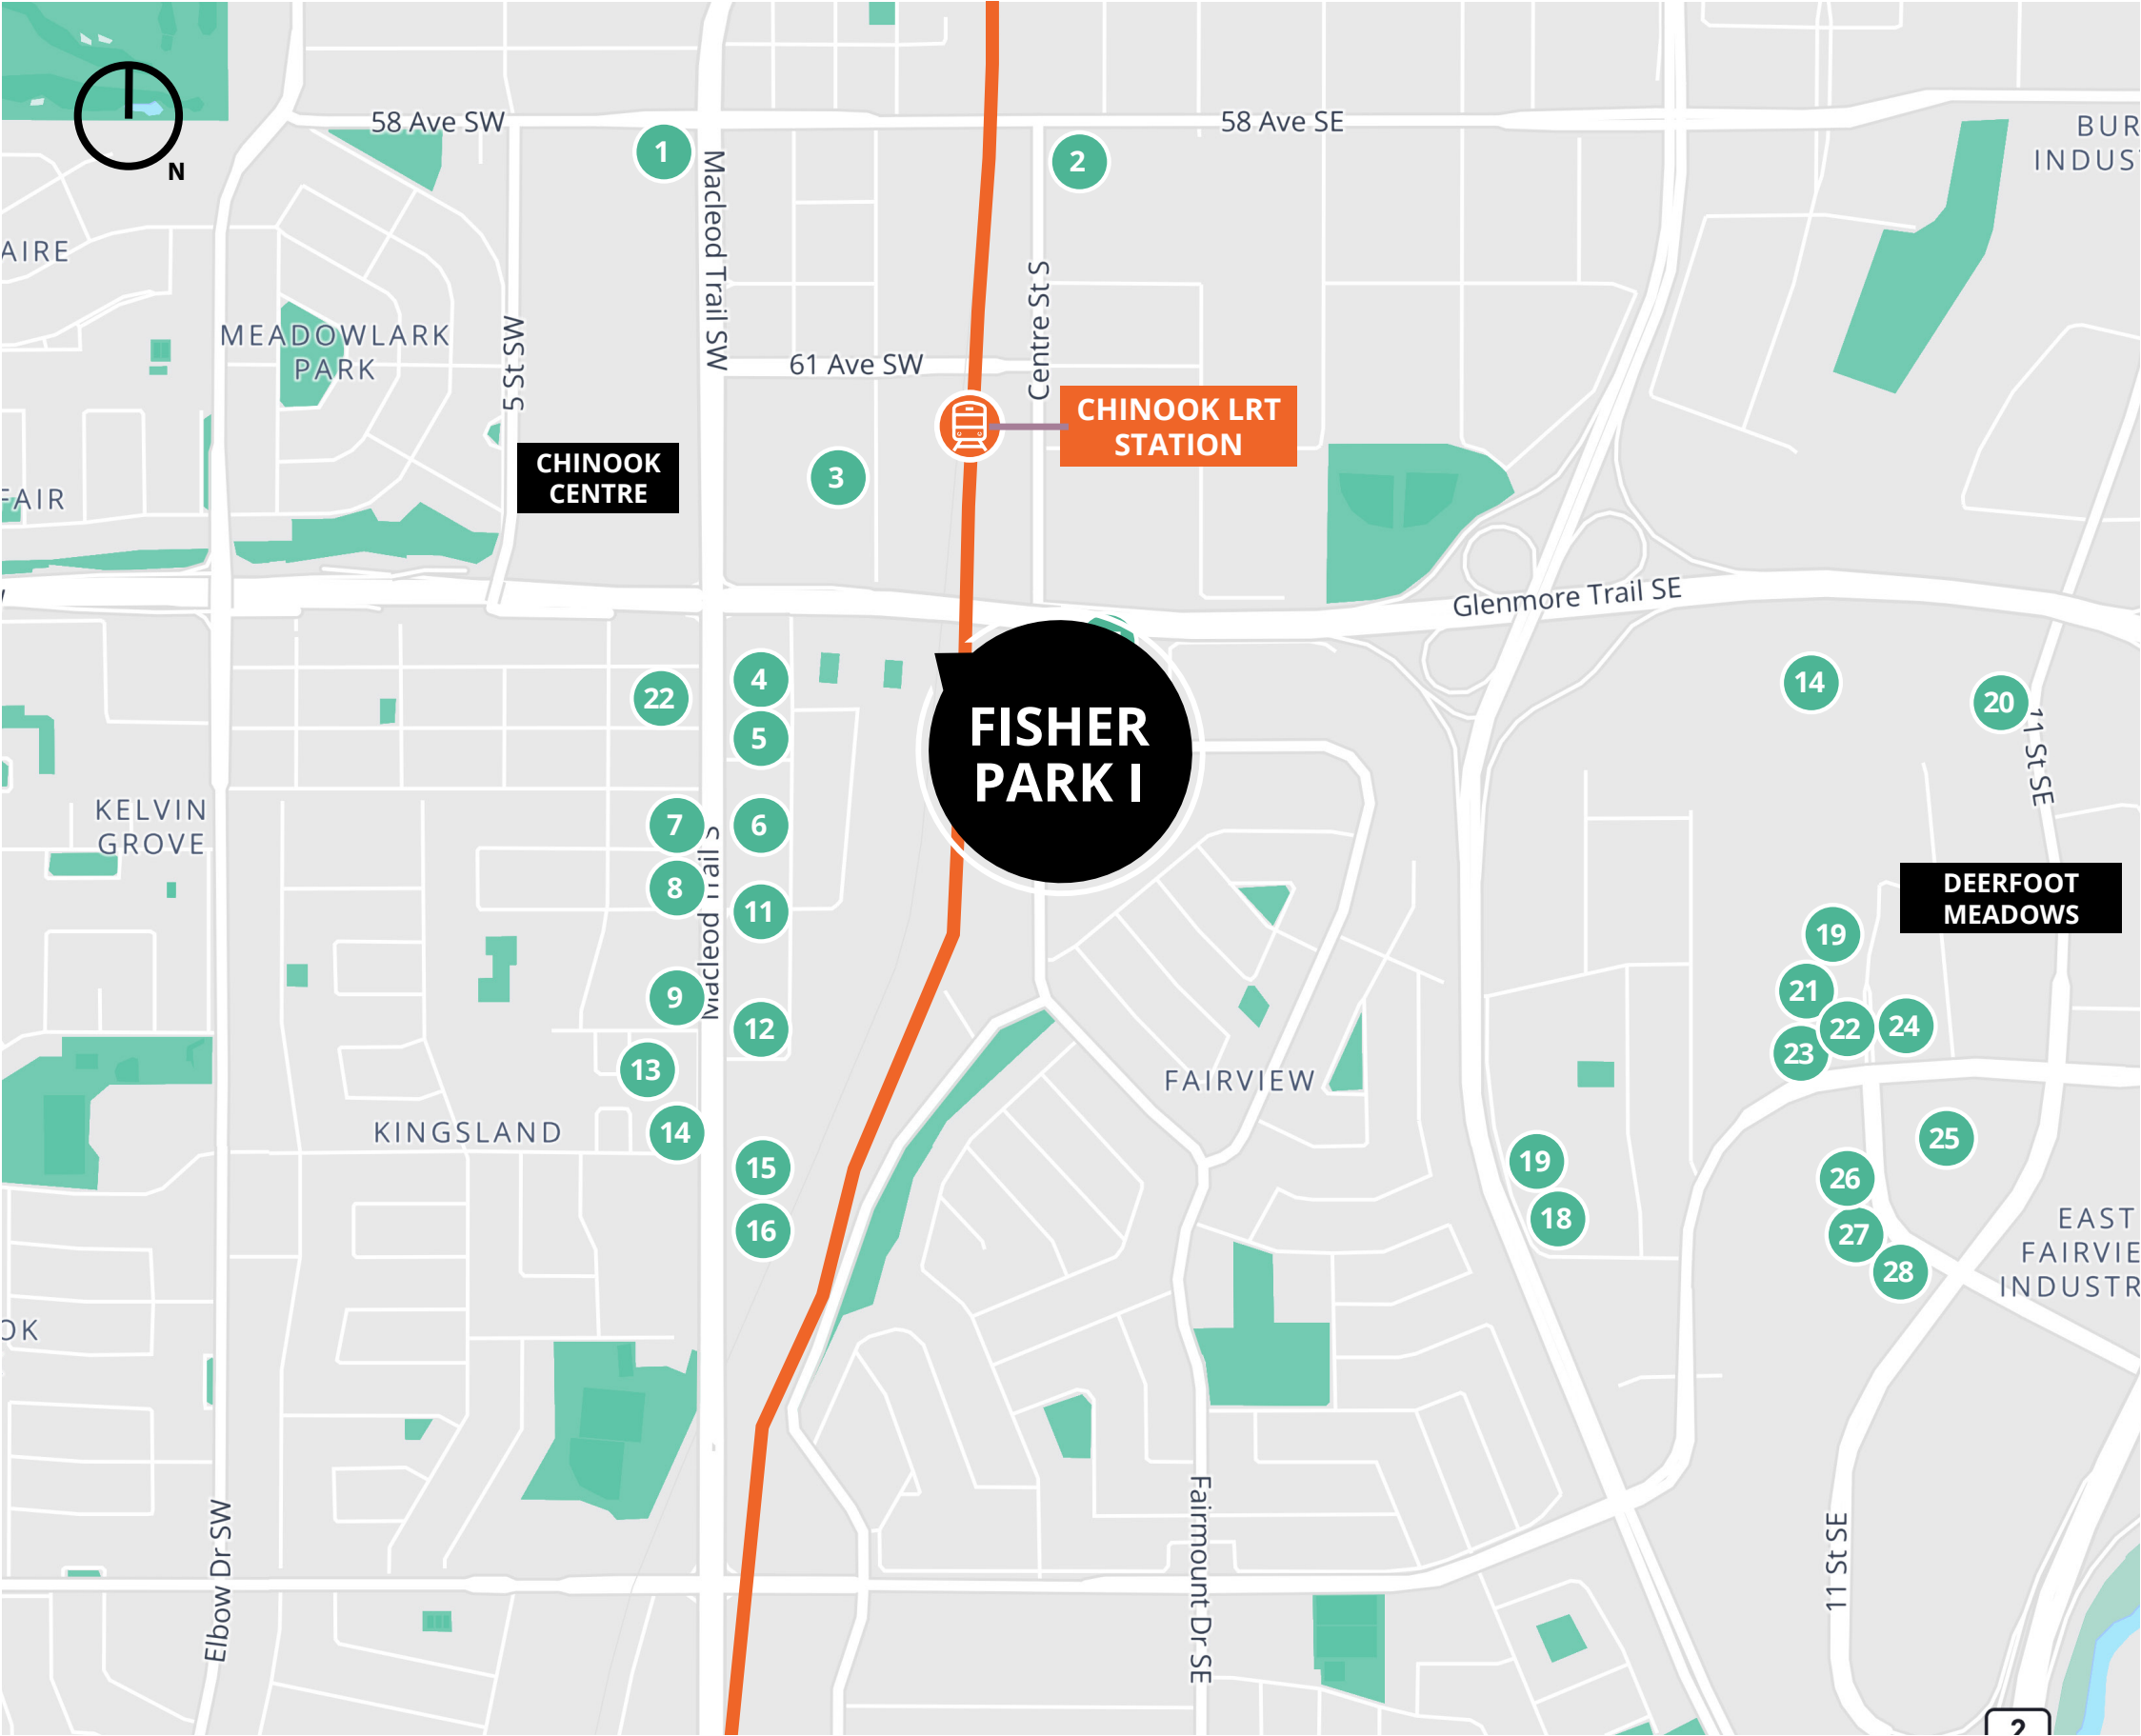 N
58 Ave SW
58 Ave SE
BUR
INDUS
1
2
Macleod Trail SW
AIRE
Centre St S
MEADOWLARK
PARK
5 St SW
61 Ave SW
CHINOOK LRT
STATION
CHINOOK
CENTRE
3
FAIR
Glenmore Trail SE
4
22
14
20
5
11 St SE
FISHER
PARK I
KELVIN
GROVE
7
6
8
11
Macleod Trail S
DEERFOOT
MEADOWS
19
21
9
12
22
24
23
13
FAIRVIEW
KINGSLAND
14
25
15
19
26
16
18
27
28
EAST
FAIRVIE
INDUSTR
OK
Elbow Dr SW
Fairmount Dr SE
11 St SE
2